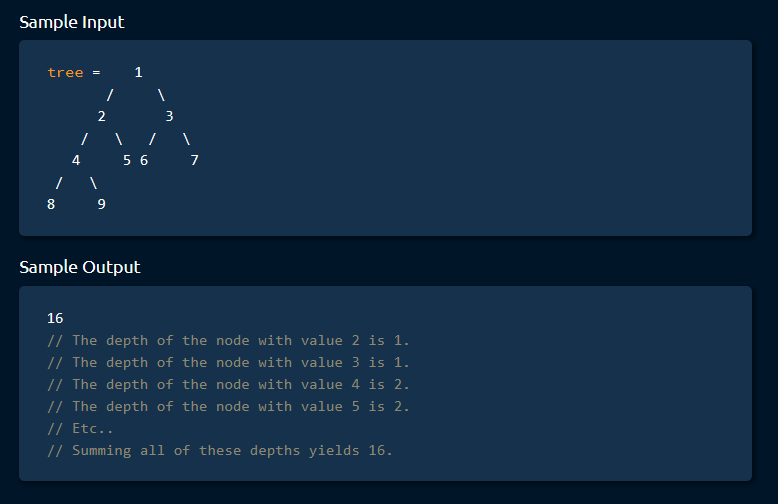 Sample Input
tree =    1
       /     \
      2       3
    /   \   /   \
   4     5 6     7
 /   \
8     9
Sample Output
16
// The depth of the node with value 2 is 1.
// The depth of the node with value 3 is 1.
// The depth of the node with value 4 is 2.
// The depth of the node with value 5 is 2.
// Etc..
// Summing all of these depths yields 16.